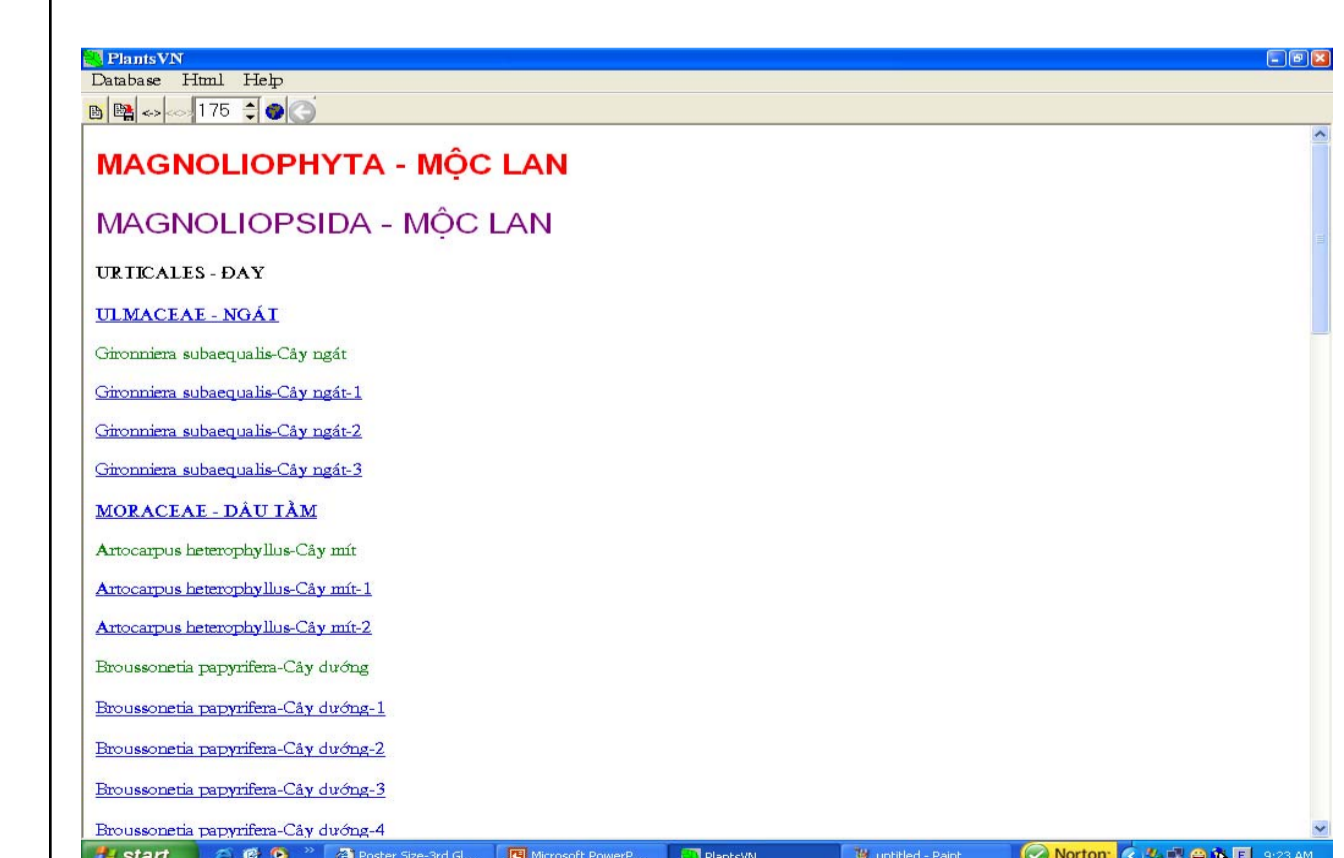 PlantsVN
Database Html Help
175
MAGNOLIOPHYTA - MỘC LAN
MAGNOLIOPSIDA - MỘC LAN
URTICALES - ĐAY
ULMACEAE - NGÁT
Gironniera subaequalis-Cây ngát
Gironniera subaequalis-Cây ngát-1
Gironniera subaequalis-Cây ngát-2
Gironniera subaequalis-Cây ngát-3
MORACEAE - DÂU TẰM
Artocarpus heterophyllus-Cây mít
Artocarpus heterophyllus-Cây mít-1
Artocarpus heterophyllus-Cây mít-2
Broussonetia papyrifera-Cây dướng
Broussonetia papyrifera-Cây dướng-1
Broussonetia papyrifera-Cây dướng-2
Broussonetia papyrifera-Cây dướng-3
Broussonetia papyrifera-Cây dướng-4
start Poster Size-3rd Gl... Microsoft PowerP... PlantsVN untitled - Paint Norton: 9:23 AM